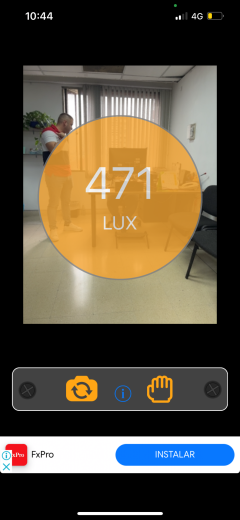 10:44
4G
471
LUX
FxPro
FxPro
INSTALAR